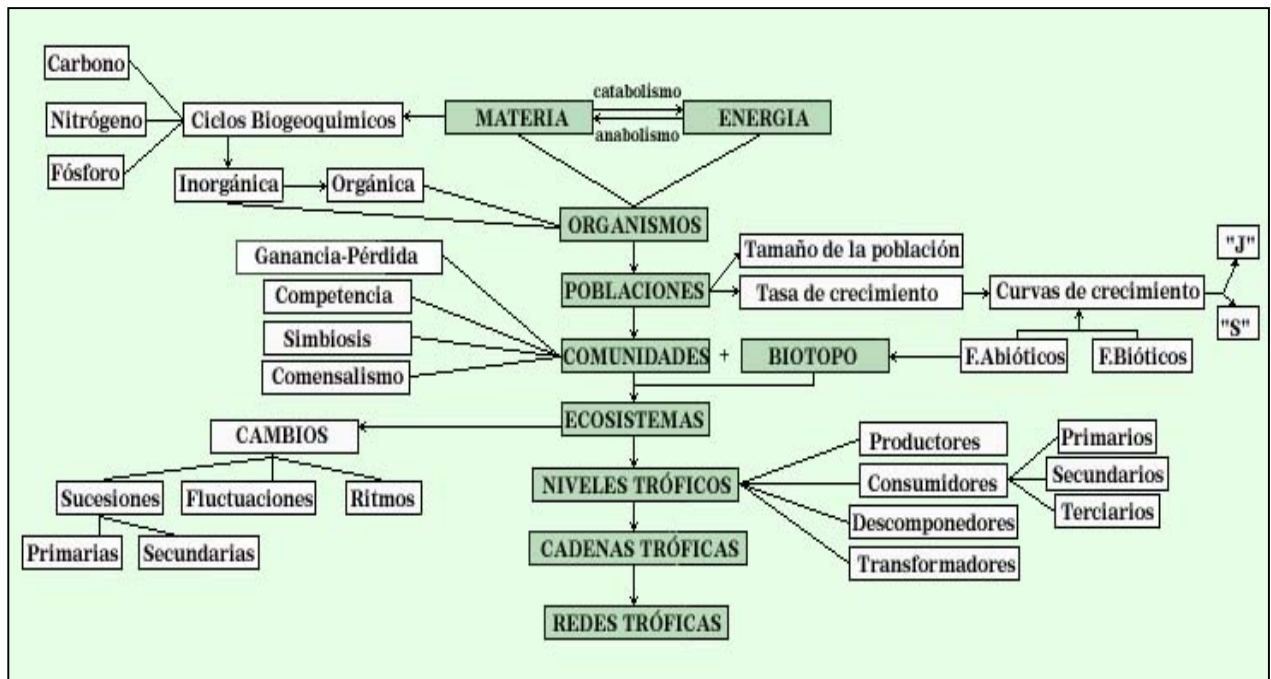 Carbono
Nitrógeno
Fósforo
Ciclos Biogeoquimicos
MATERIA
catabolismo
anabolismo
ENERGIA
Inorgánica
Orgánica
ORGANISMOS
Ganancia-Pérdida
Competencia
Simbiosis
Comensalismo
POBLACIONES
Tamaño de la población
Tasa de crecimiento
Curvas de crecimiento
"J"
"S"
COMUNIDADES
+
BIOTOPO
F.Abióticos
F.Bióticos
ECOSISTEMAS
CAMBIOS
Sucesiones
Fluctuaciones
Ritmos
Primarias
Secundarias
NIVELES TRÓFICOS
Productores
Consumidores
Descomponedores
Transformadores
Primarios
Secundarios
Terciarios
CADENAS TRÓFICAS
REDES TRÓFICAS